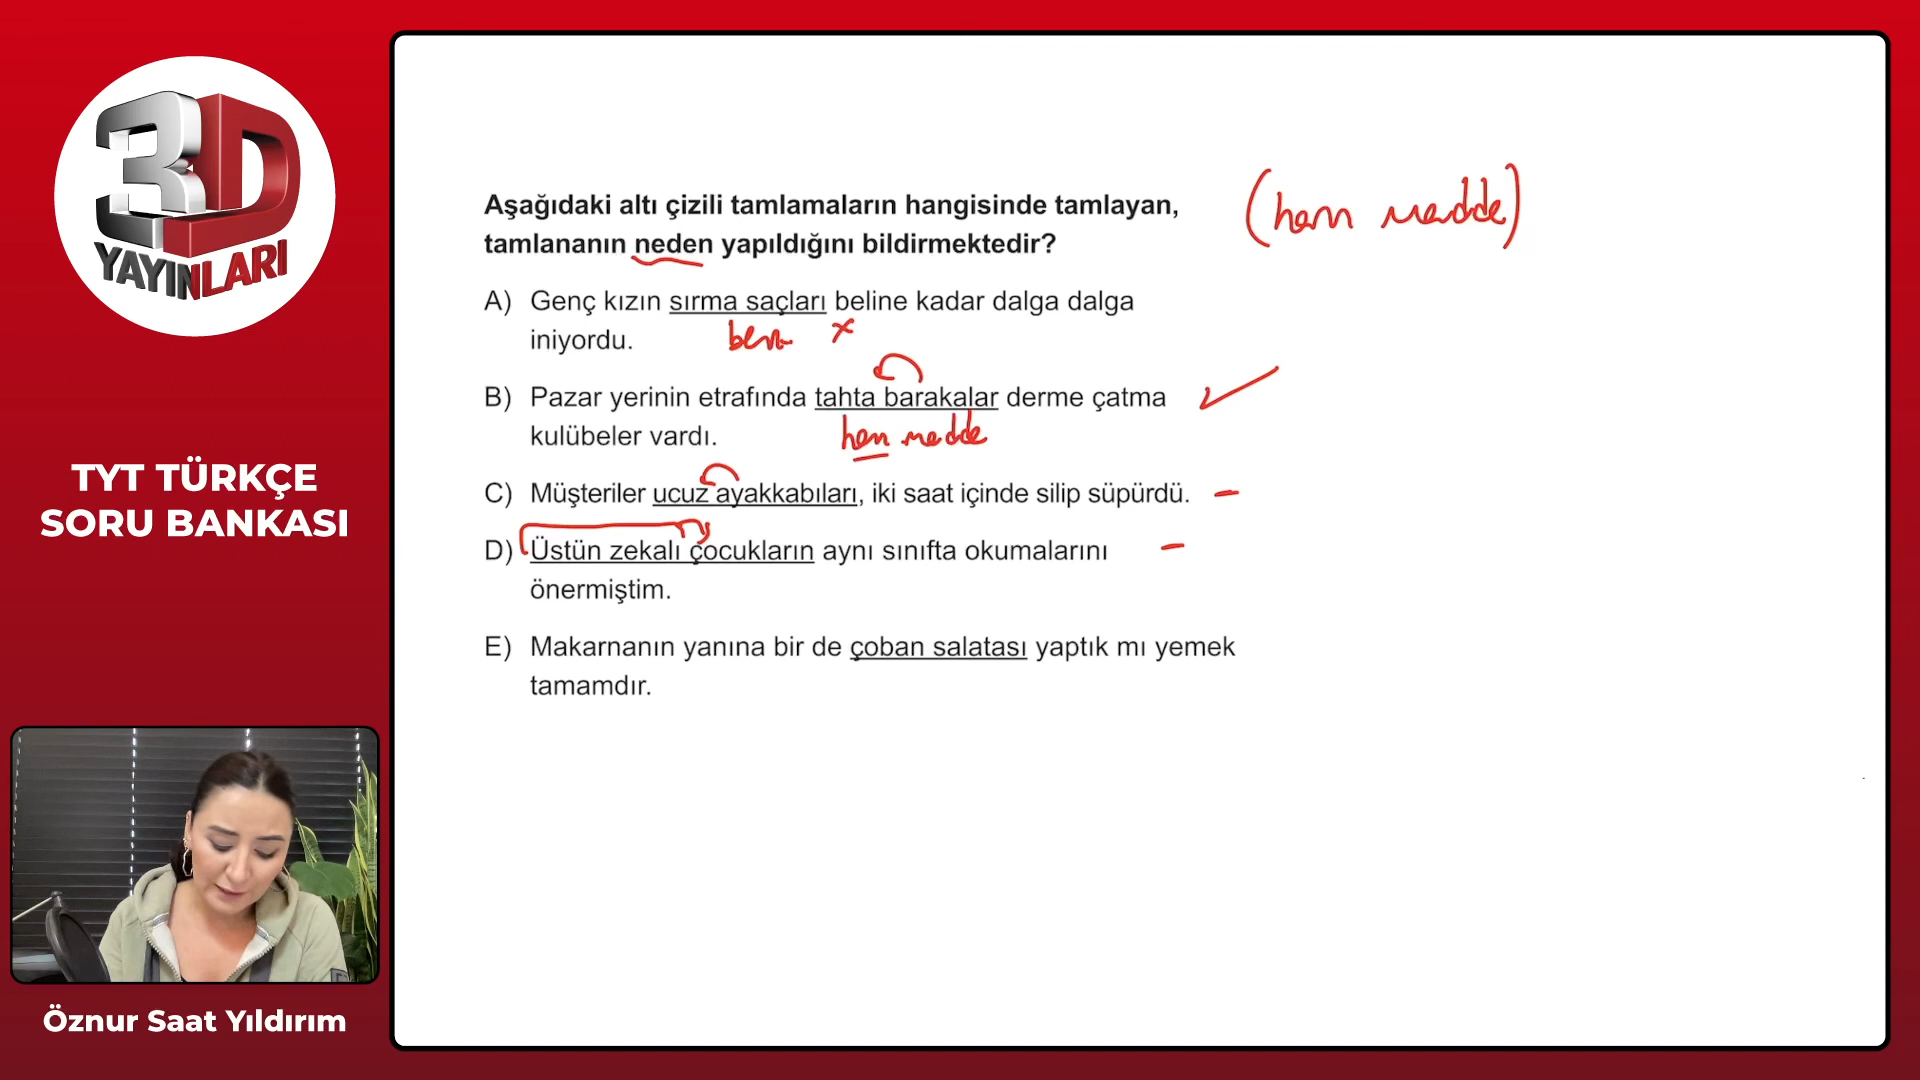 3D
YAYINLARI
TYT TÜRKÇE
SORU BANKASI
Öznur Saat Yıldırım
Aşağıdaki altı çizili tamlamaların hangisinde tamlayan,
tamlananın neden yapıldığını bildirmektedir?
(ham madde)
A) Genç kızın sırma saçları beline kadar dalga dalga
iniyordu.
benz x
B) Pazar yerinin etrafında tahta barakalar derme çatma
kulübeler vardı.
ham madde
C) Müşteriler ucuz ayakkabıları, iki saat içinde silip süpürdü. -
D) Üstün zekalı çocukların aynı sınıfta okumalarını -
önermiştim.
E) Makarnanın yanına bir de çoban salatası yaptık mı yemek
tamamdır.